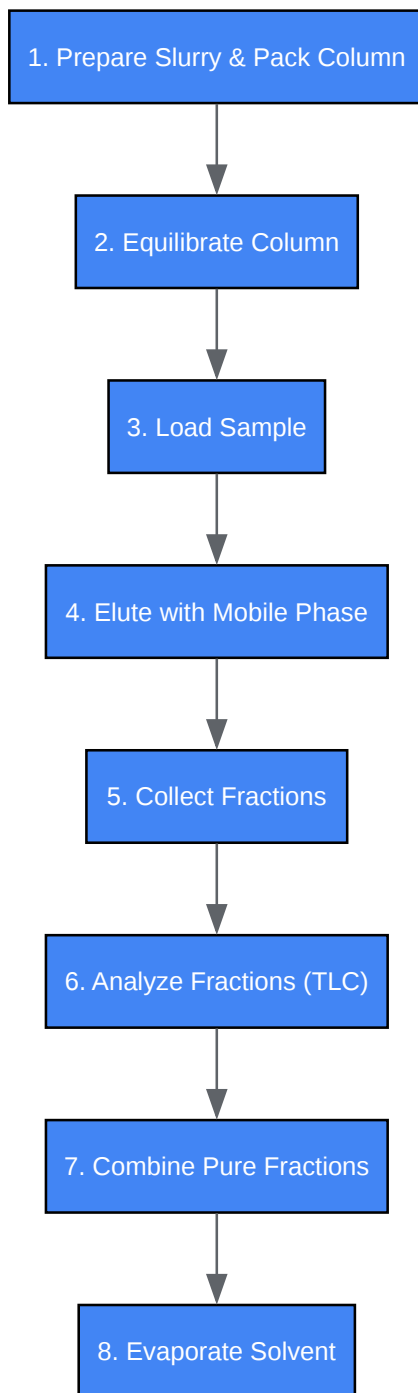 1. Prepare Slurry & Pack Column
2. Equilibrate Column
3. Load Sample
4. Elute with Mobile Phase
5. Collect Fractions
6. Analyze Fractions (TLC)
7. Combine Pure Fractions
8. Evaporate Solvent